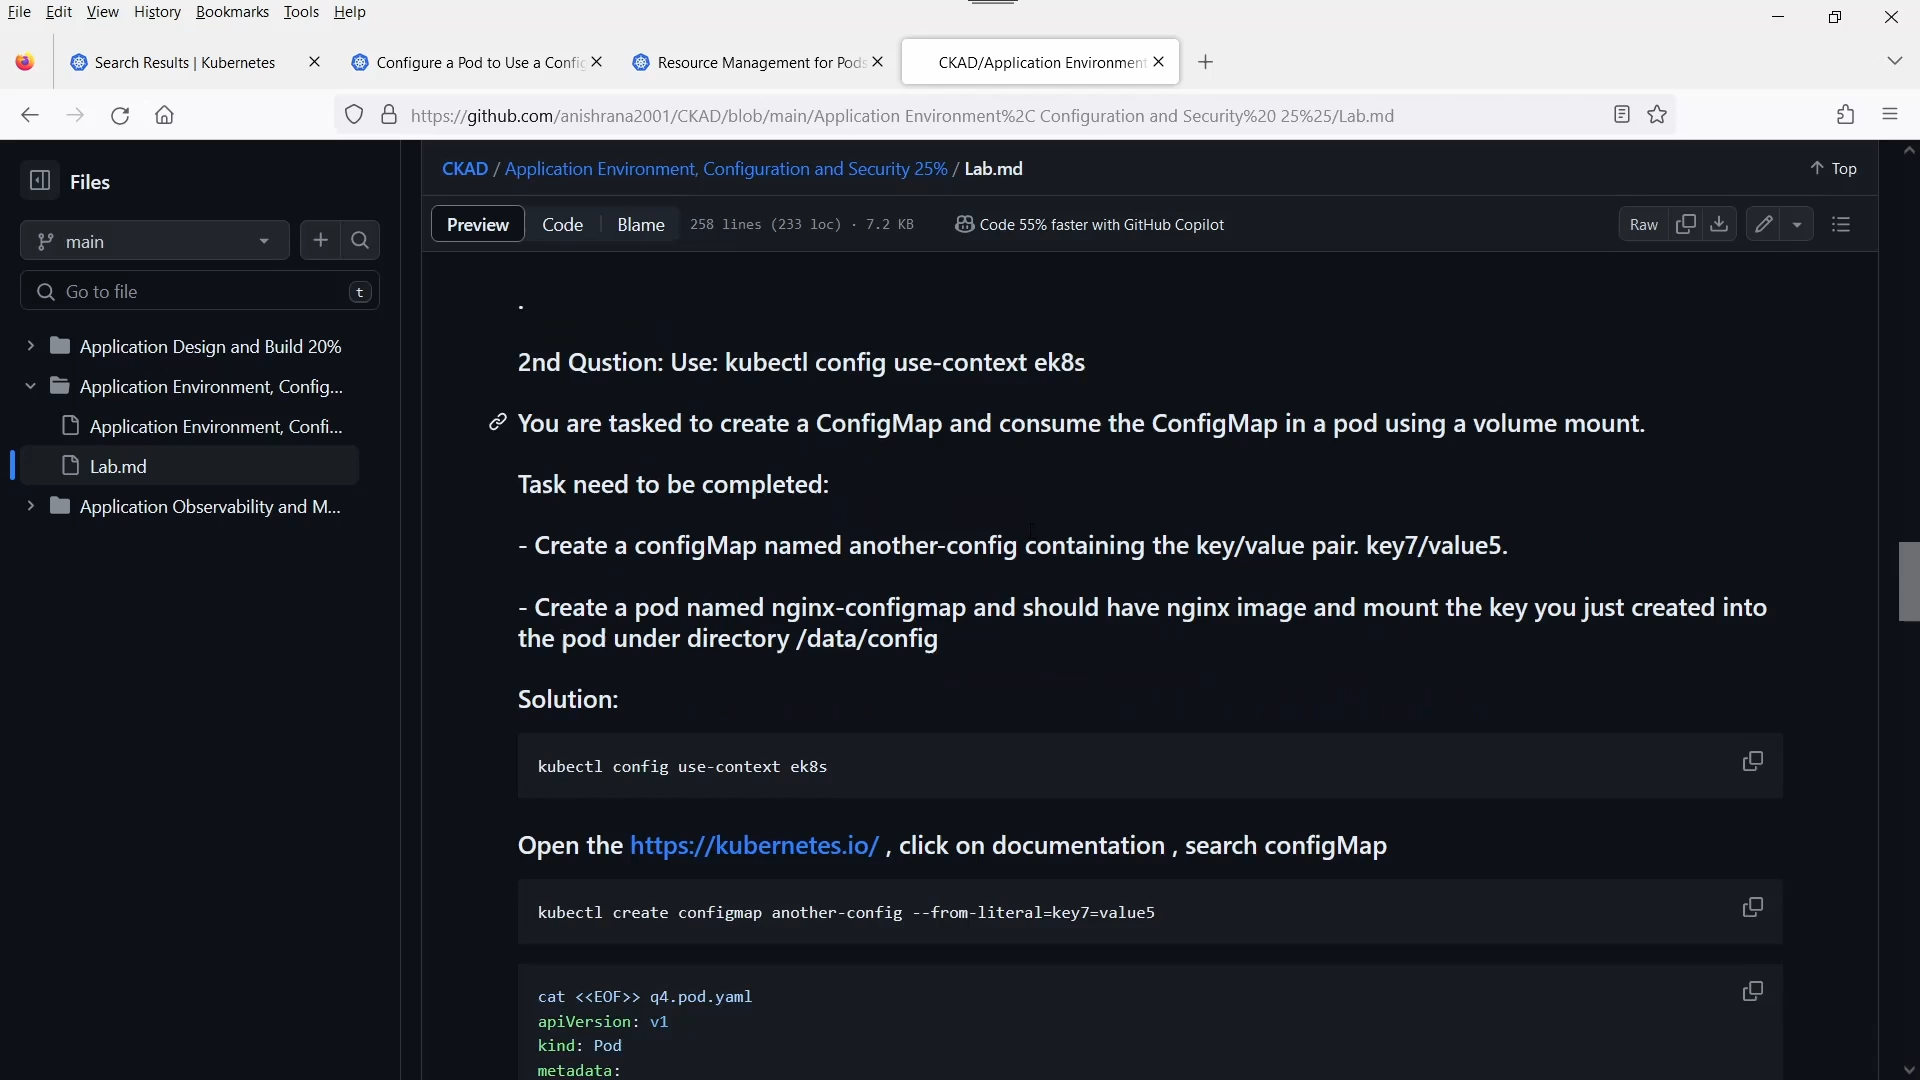 File Edit View History Bookmarks Tools Help
Search Results | Kubernetes
Configure a Pod to Use a Config
Resource Management for Pods
CKAD/Application Environment
https://github.com/anishrana2001/CKAD/blob/main/Application Environment%2C Configuration and Security%20 25%25/Lab.md
Files
main
Go to file
t
Application Design and Build 20%
Application Environment, Config...
Application Environment, Confi...
Lab.md
Application Observability and M...
CKAD / Application Environment, Configuration and Security 25% / Lab.md
Top
Preview Code Blame 258 lines (233 loc) · 7.2 KB Code 55% faster with GitHub Copilot
Raw
.
2nd Qustion: Use: kubectl config use-context ek8s
You are tasked to create a ConfigMap and consume the ConfigMap in a pod using a volume mount.
Task need to be completed:
- Create a configMap named another-config containing the key/value pair. key7/value5.
- Create a pod named nginx-configmap and should have nginx image and mount the key you just created into
the pod under directory /data/config
Solution:
kubectl config use-context ek8s
Open the https://kubernetes.io/ , click on documentation , search configMap
kubectl create configmap another-config --from-literal=key7=value5
cat <<EOF>> q4.pod.yaml
apiVersion: v1
kind: Pod
metadata: